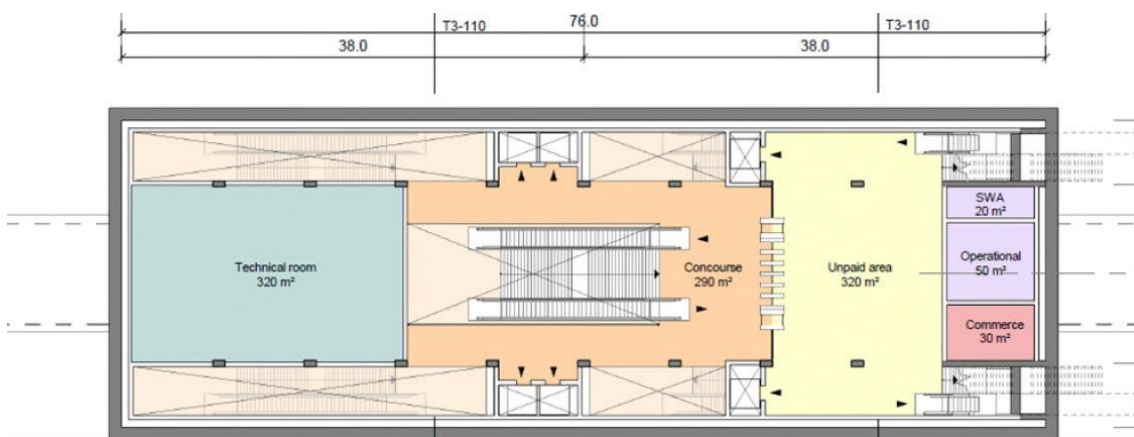 T3-110
76.0
T3-110
38.0
38.0
SWA
20 m²
Technical room
320 m²
Concourse
290 m²
Unpaid area
320 m²
Operational
50 m²
Commerce
30 m²